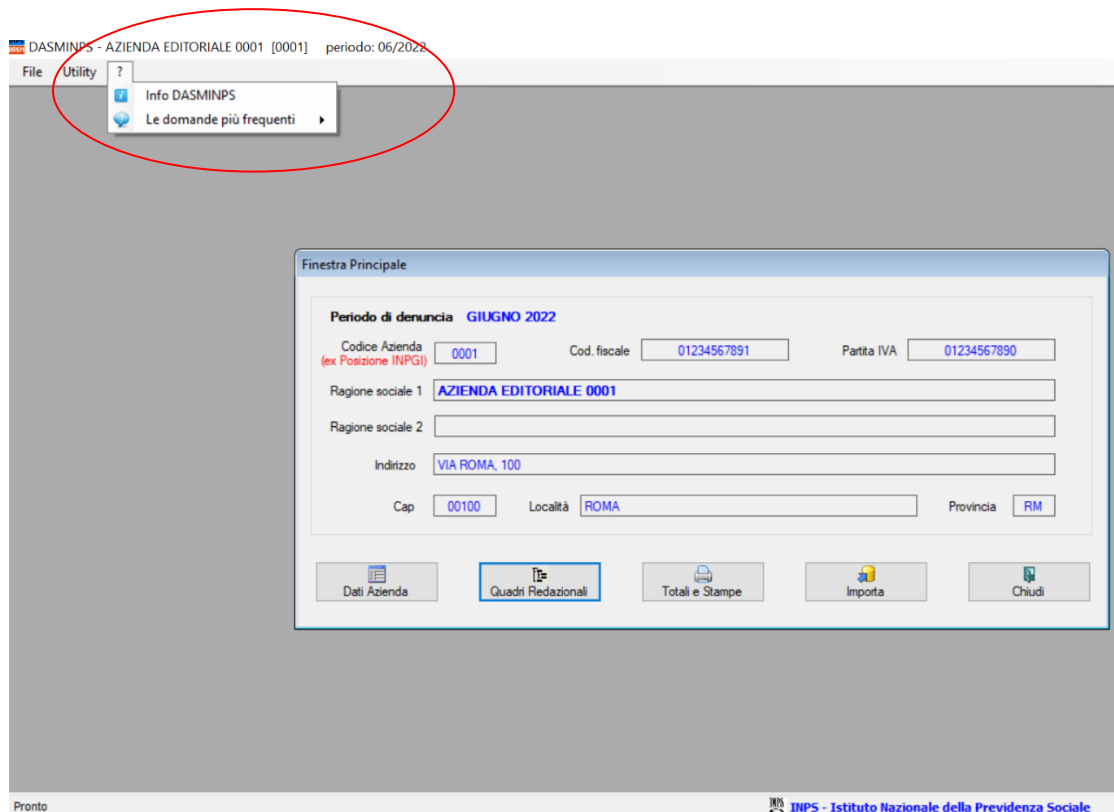 DASM DASMINPS - AZIENDA EDITORIALE 0001 [0001] periodo: 06/2022
File Utility ?
Info DASMINPS
Le domande più frequenti
Finestra Principale
Periodo di denuncia GIUGNO 2022
Codice Azienda
(ex Posizione INPGI) 0001 Cod. fiscale 01234567891 Partita IVA 01234567890
Ragione sociale 1 AZIENDA EDITORIALE 0001
Ragione sociale 2
Indirizzo VIA ROMA, 100
Cap 00100 Località ROMA Provincia RM
Dati Azienda Quadri Redazionali Totali e Stampe Importa Chiudi
Pronto INPS INPS - Istituto Nazionale della Previdenza Sociale